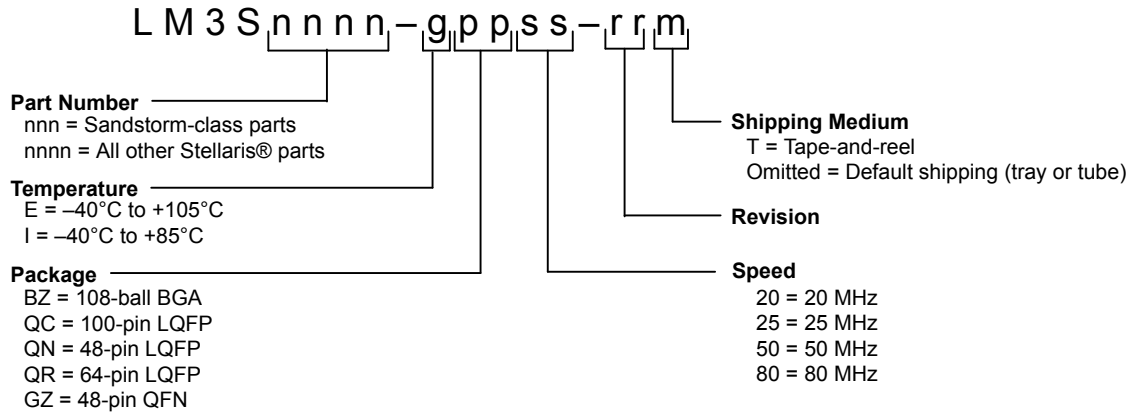 LM3Snnnn–gppss–rrm
Part Number
nnn = Sandstorm-class parts
nnnn = All other Stellaris® parts
Temperature
E = –40°C to +105°C
I = –40°C to +85°C
Package
BZ = 108-ball BGA
QC = 100-pin LQFP
QN = 48-pin LQFP
QR = 64-pin LQFP
GZ = 48-pin QFN
Shipping Medium
T = Tape-and-reel
Omitted = Default shipping (tray or tube)
Revision
Speed
20 = 20 MHz
25 = 25 MHz
50 = 50 MHz
80 = 80 MHz